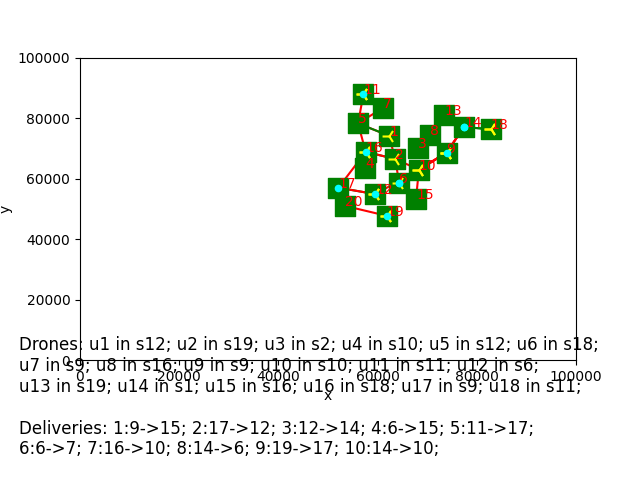 100000
80000
60000
40000
20000
0
20000 40000 60000 80000 100000
x
y
Drones: u1 in s12; u2 in s19; u3 in s2; u4 in s10; u5 in s12; u6 in s18;
u7 in s9; u8 in s16; u9 in s9; u10 in s10; u11 in s11; u12 in s6;
u13 in s19; u14 in s1; u15 in s16; u16 in s18; u17 in s9; u18 in s11;
Deliveries: 1:9->15; 2:17->12; 3:12->14; 4:6->15; 5:11->17;
6:6->7; 7:16->10; 8:14->6; 9:19->17; 10:14->10;